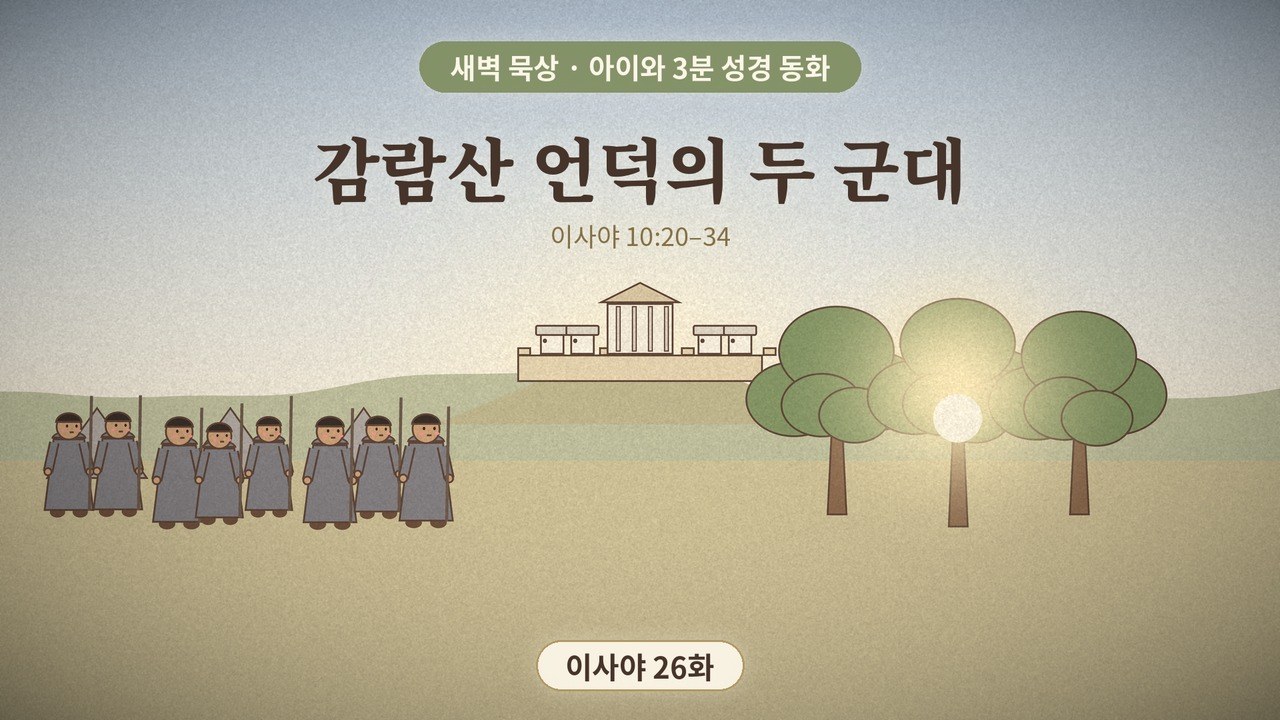 새벽 묵상 · 아이와 3분 성경 동화
감람산 언덕의 두 군대
이사야 10:20–34
이사야 26화